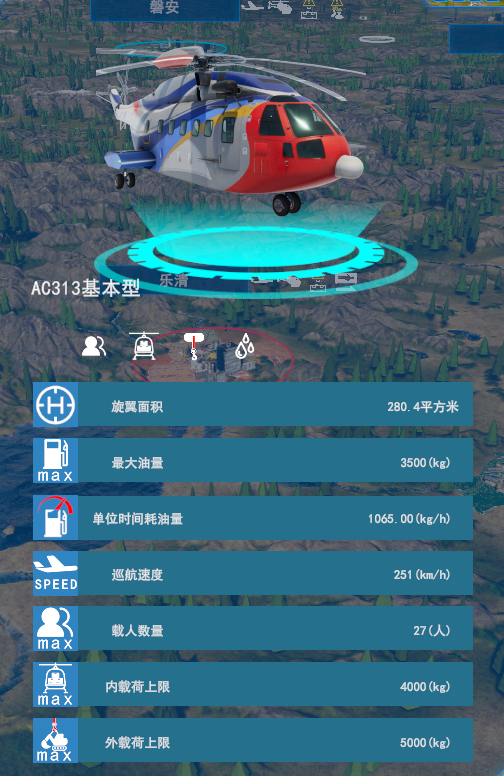 磐安
乐清
AC313基本型
旋翼面积 280.4平方米
max 最大油量 3500(kg)
单位时间耗油量 1065.00(kg/h)
SPEED 巡航速度 251(km/h)
max 载人数量 27(人)
max 内载荷上限 4000(kg)
max 外载荷上限 5000(kg)